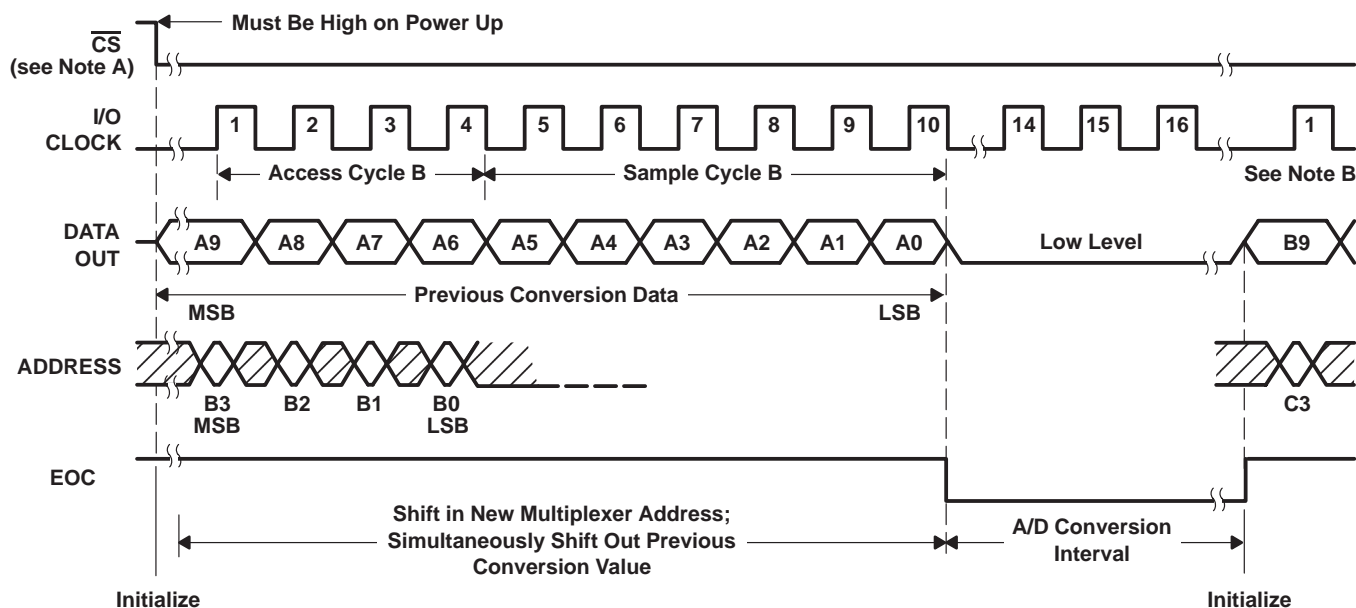 Must Be High on Power Up
CS
(see Note A)
I/O
CLOCK
1 2 3 4 5 6 7 8 9 10 14 15 16 1
Access Cycle B Sample Cycle B See Note B
DATA
OUT
A9 A8 A7 A6 A5 A4 A3 A2 A1 A0 Low Level B9
Previous Conversion Data
MSB LSB
ADDRESS
B3 B2 B1 B0 C3
MSB LSB
EOC
Shift in New Multiplexer Address;
Simultaneously Shift Out Previous
Conversion Value
A/D Conversion
Interval
Initialize Initialize